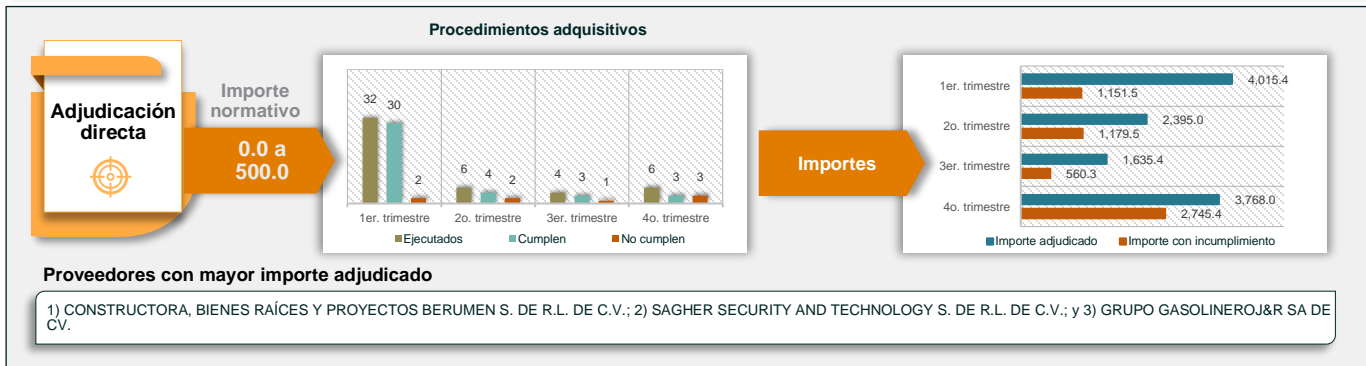 Procedimientos adquisitivos
Adjudicación
directa
Importe
normativo
0.0 a
500.0
32
30
2
6
4
2
4
3
1
6
3
3
1er. trimestre
2o. trimestre
3er. trimestre
4o. trimestre
Ejecutados
Cumplen
No cumplen
Importes
1er. trimestre
4,015.4
1,151.5
2o. trimestre
2,395.0
1,179.5
3er. trimestre
1,635.4
560.3
4o. trimestre
3,768.0
2,745.4
Importe adjudicado
Importe con incumplimiento
Proveedores con mayor importe adjudicado
1) CONSTRUCTORA, BIENES RAÍCES Y PROYECTOS BERUMEN S. DE R.L. DE C.V.; 2) SAGHER SECURITY AND TECHNOLOGY S. DE R.L. DE C.V.; y 3) GRUPO GASOLINEROJ&R SA DE
CV.